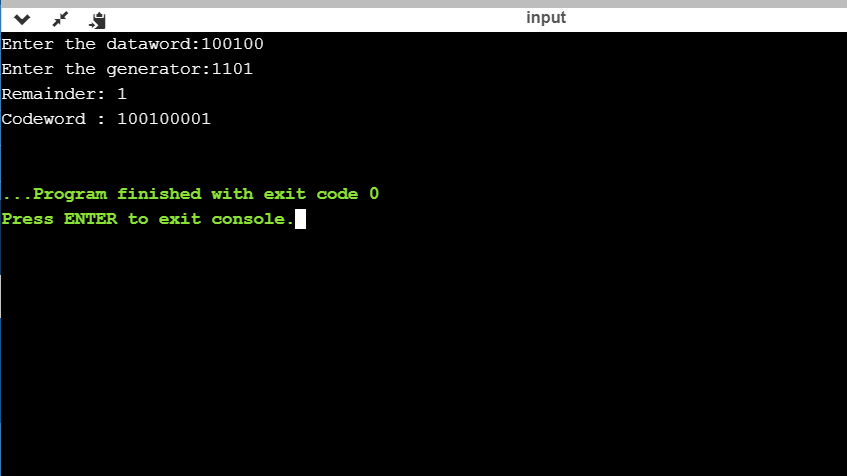 input
Enter the dataword:100100
Enter the generator:1101
Remainder: 1
Codeword : 100100001
...Program finished with exit code 0
Press ENTER to exit console.